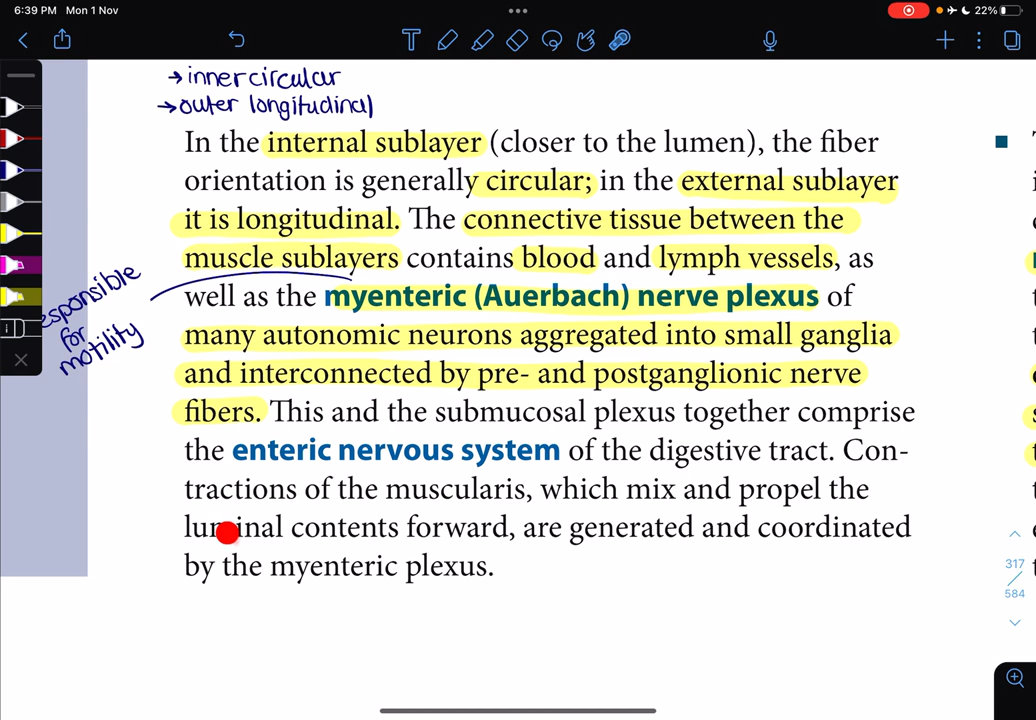 6:39 PM Mon 1 Nov
22%
→ inner circular
→ outer longitudinal
In the internal sublayer (closer to the lumen), the fiber
orientation is generally circular; in the external sublayer
it is longitudinal. The connective tissue between the
muscle sublayers contains blood and lymph vessels, as
well as the myenteric (Auerbach) nerve plexus of
many autonomic neurons aggregated into small ganglia
and interconnected by pre- and postganglionic nerve
fibers. This and the submucosal plexus together comprise
the enteric nervous system of the digestive tract. Con-
tractions of the muscularis, which mix and propel the
luminal contents forward, are generated and coordinated
by the myenteric plexus.
esponsible
for
motility
317
584